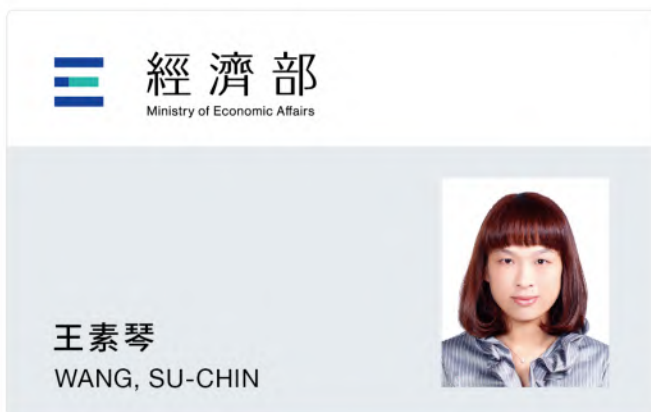 經濟部
Ministry of Economic Affairs
王素琴
WANG, SU-CHIN